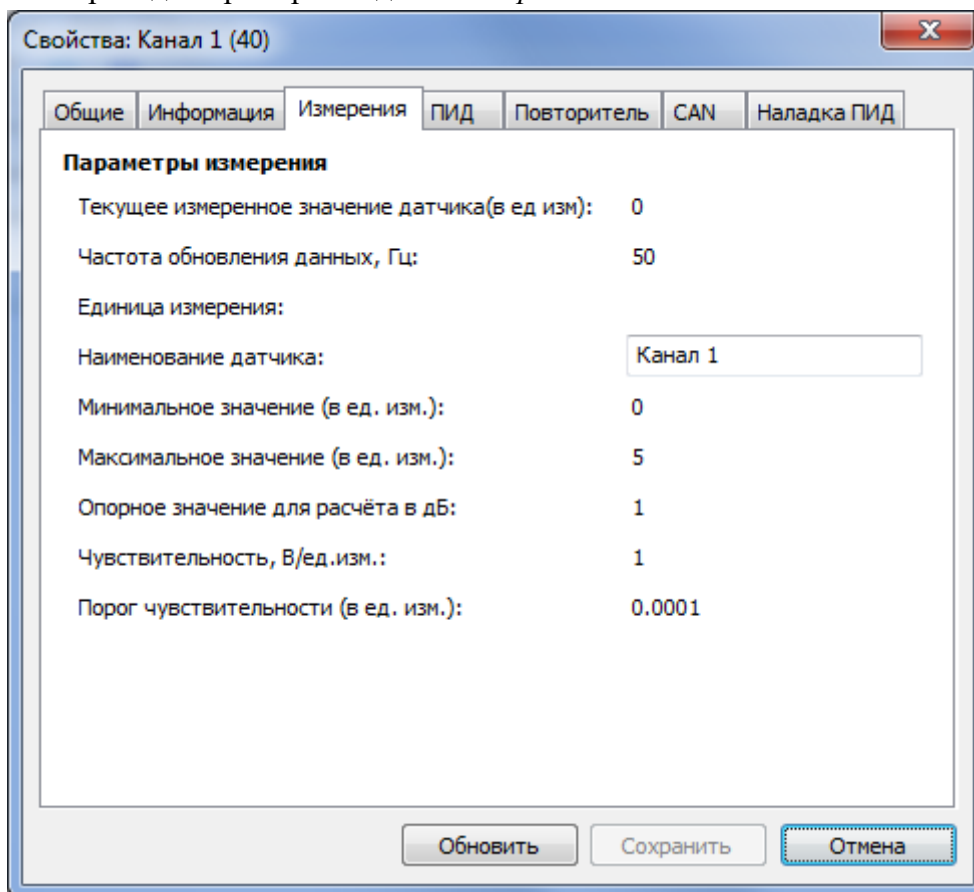 Свойства: Канал 1 (40)
Общие Информация Измерения ПИД Повторитель CAN Наладка ПИД
Параметры измерения
Текущее измеренное значение датчика(в ед изм): 0
Частота обновления данных, Гц: 50
Единица измерения:
Наименование датчика: Канал 1
Минимальное значение (в ед. изм.): 0
Максимальное значение (в ед. изм.): 5
Опорное значение для расчёта в дБ: 1
Чувствительность, В/ед.изм.: 1
Порог чувствительности (в ед. изм.): 0.0001
Обновить Сохранить Отмена